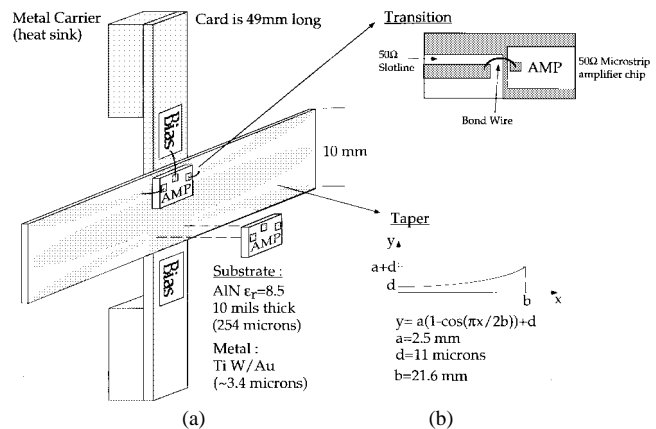 Metal Carrier
(heat sink)
Card is 49mm long
Bias
AMP
10 mm
AMP
Bias
Substrate :
AlN εr=8.5
10 mils thick
(254 microns)
Metal :
Ti W/Au
(~3.4 microns)
(a)
Transition
50Ω
Slotline
AMP
50Ω Microstrip
amplifier chip
Bond Wire
Taper
y
a+d
d
b
x
y= a(1-cos(πx/2b))+d
a=2.5 mm
d=11 microns
b=21.6 mm
(b)